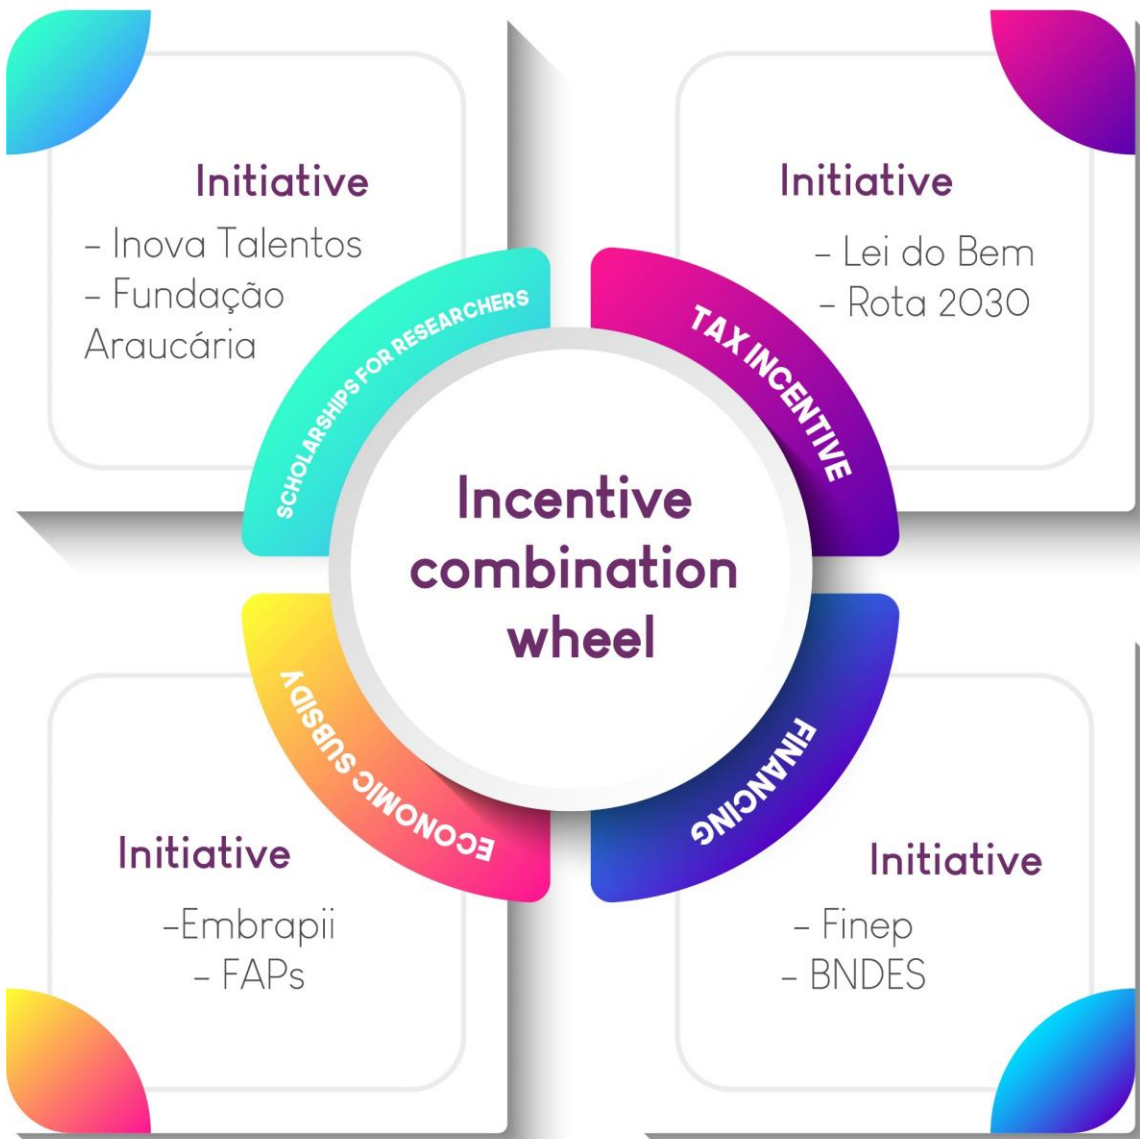 Initiative
- Inova Talentos
- Fundação
Araucária
SCHOLARSHIPS FOR RESEARCHERS
Initiative
- Lei do Bem
- Rota 2030
TAX INCENTIVE
Incentive
combination
wheel
ECONOMIC SUBSIDY
Initiative
-Embrapii
- FAPs
FINANCING
Initiative
- Finep
- BNDES